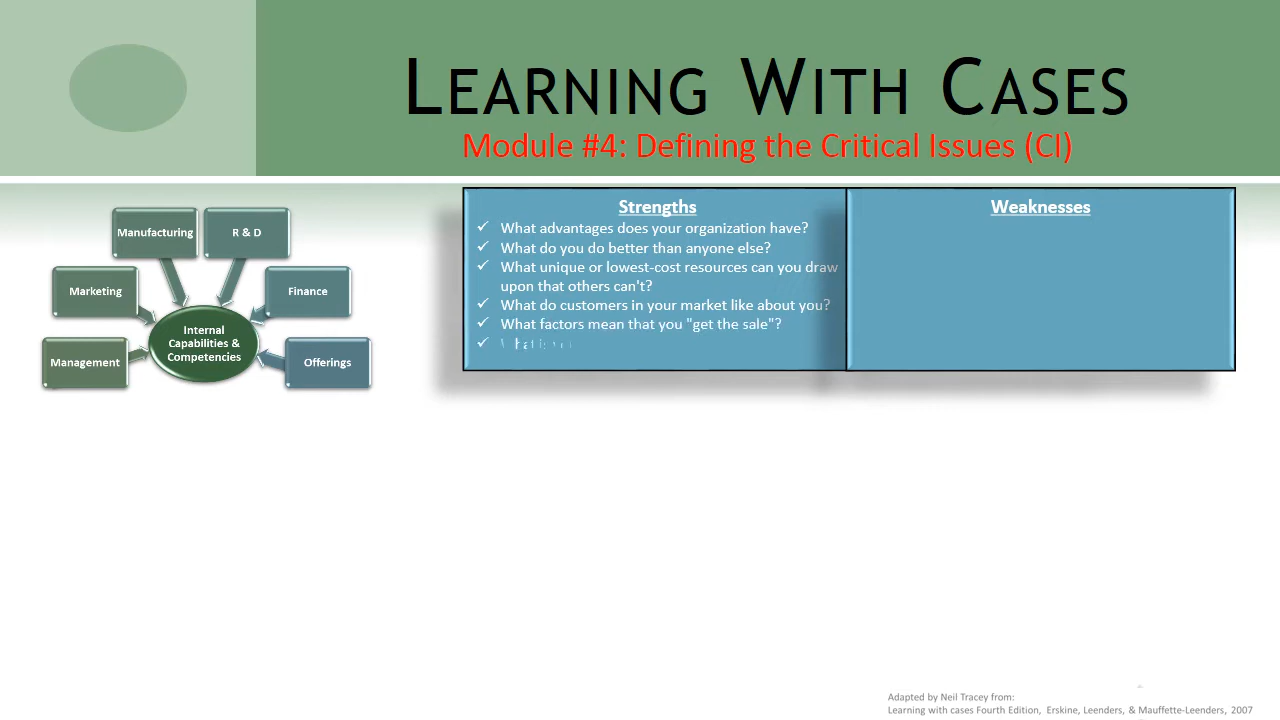 LEARNING WITH CASES
Module #4: Defining the Critical Issues (CI)
Manufacturing
R & D
Marketing
Finance
Internal
Capabilities &
Competencies
Management
Offerings
Strengths
✓ What advantages does your organization have?
✓ What do you do better than anyone else?
✓ What unique or lowest-cost resources can you draw
upon that others can't?
✓ What do customers in your market like about you?
✓ What factors mean that you "get the sale"?
✓
Weaknesses
Adapted by Neil Tracey from:
Learning with cases Fourth Edition, Erskine, Leenders, & Mauffette-Leenders, 2007